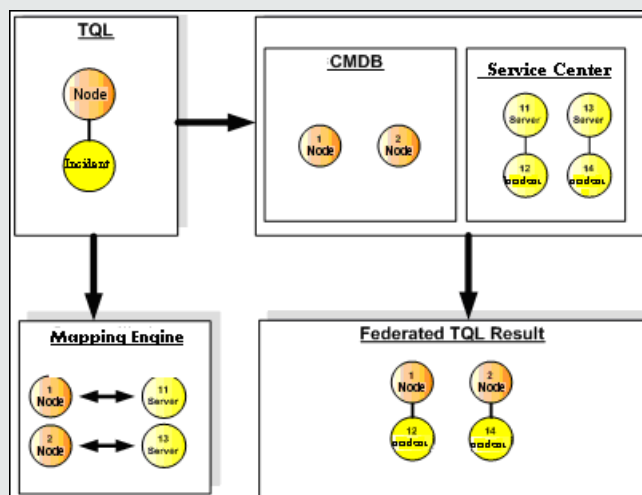 TQL
Node
Incident
CMDB
1
Node
2
Node
Service Center
11
Server
13
Server
12
14
Mapping Engine
1
Node
11
Server
2
Node
13
Server
Federated TQL Result
1
Node
2
Node
12
14